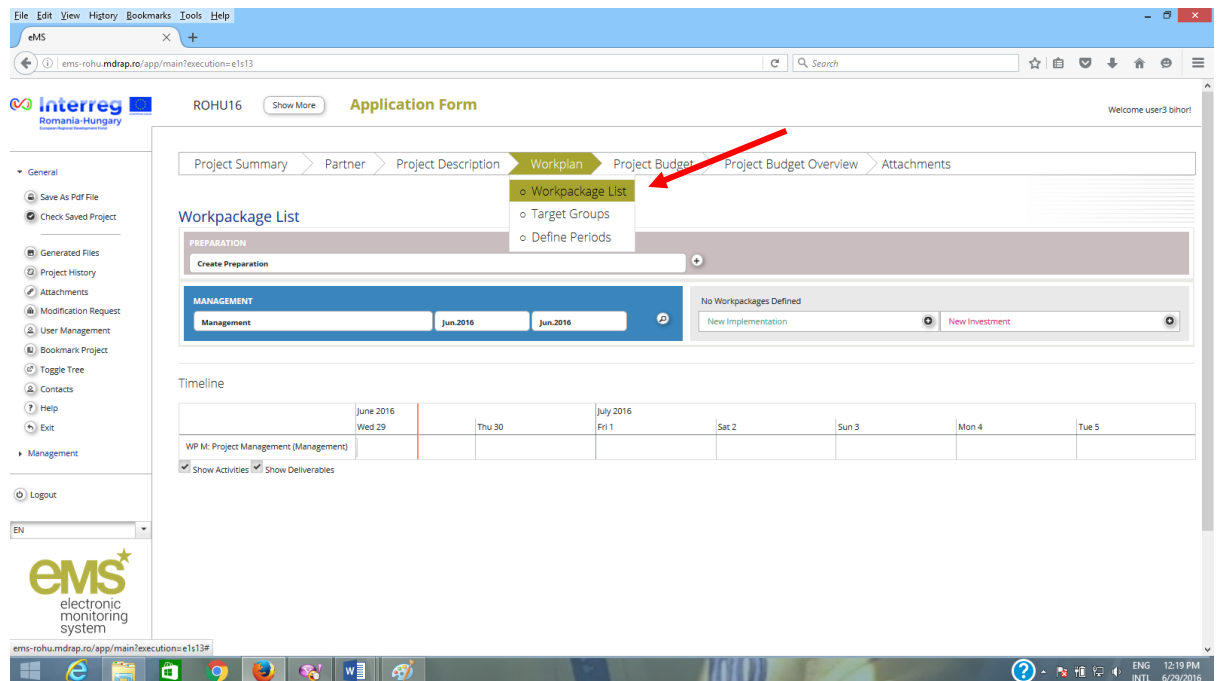 File Edit View History Bookmarks Tools Help
eMS
ems-rohu.mdrap.ro/app/main?execution=e1s13
Search
Interreg
Romania-Hungary
European Regional Development Fund
ROHU16
Show More
Application Form
Welcome user3 bihor!
Project Summary
Partner
Project Description
Workplan
Project Budget
Project Budget Overview
Attachments
Workpackage List
Target Groups
Define Periods
General
Save As Pdf File
Check Saved Project
Generated Files
Project History
Attachments
Modification Request
User Management
Bookmark Project
Toggle Tree
Contacts
Help
Exit
Management
Logout
EN
eMS
electronic
monitoring
system
Workpackage List
PREPARATION
Create Preparation
MANAGEMENT
Management
Jun.2016
Jun.2016
No Workpackages Defined
New Implementation
New Investment
Timeline
June 2016
July 2016
Wed 29
Thu 30
Fri 1
Sat 2
Sun 3
Mon 4
Tue 5
WP M: Project Management (Management)
Show Activities Show Deliverables
ems-rohu.mdrap.ro/app/main?execution=e1s13#
ENG
INTL
12:19 PM
6/29/2016